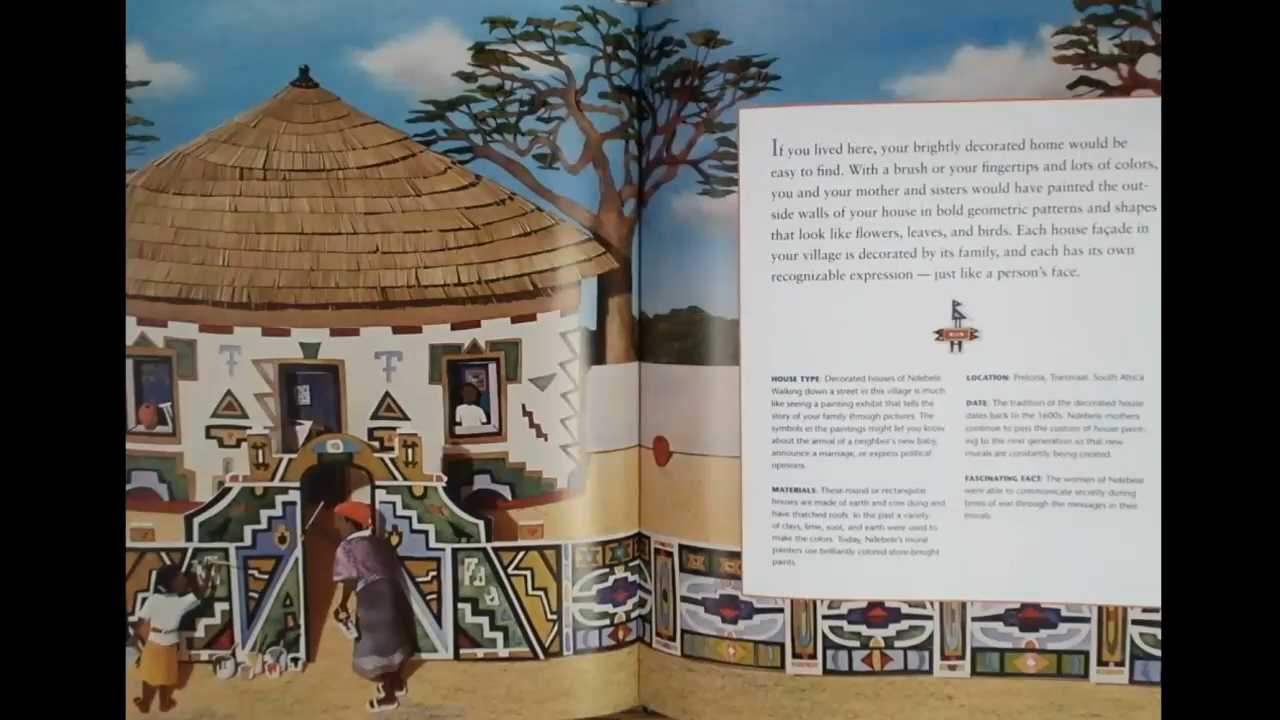 If you lived here, your brightly decorated home would be
easy to find. With a brush or your fingertips and lots of colors,
you and your mother and sisters would have painted the out-
side walls of your house in bold geometric patterns and shapes
that look like flowers, leaves, and birds. Each house façade in
your village is decorated by its family, and each has its own
recognizable expression — just like a person's face.
HOUSE TYPE: Decorated houses of Ndebele.
Walking down a street in this village is much
like seeing a painting exhibit that tells the
story of your family through pictures. The
symbols in the paintings might let you know
about the arrival of a neighbor's new baby,
announce a marriage, or express political
opinions.
MATERIALS: These round or rectangular
houses are made of earth and cow dung and
have thatched roofs. In the past a variety
of clays, lime, soot, and earth were used to
make the colors. Today, Ndebele's mural
painters use brilliantly colored store-bought
paints.
LOCATION: Pretoria, Transvaal, South Africa
DATE: The tradition of the decorated house
dates back to the 1600s. Ndebele mothers
continue to pass the custom of house paint-
ing to the next generation so that new
murals are constantly being created.
FASCINATING FACT: The women of Ndebele
were able to communicate secretly during
times of war through the messages in their
murals.